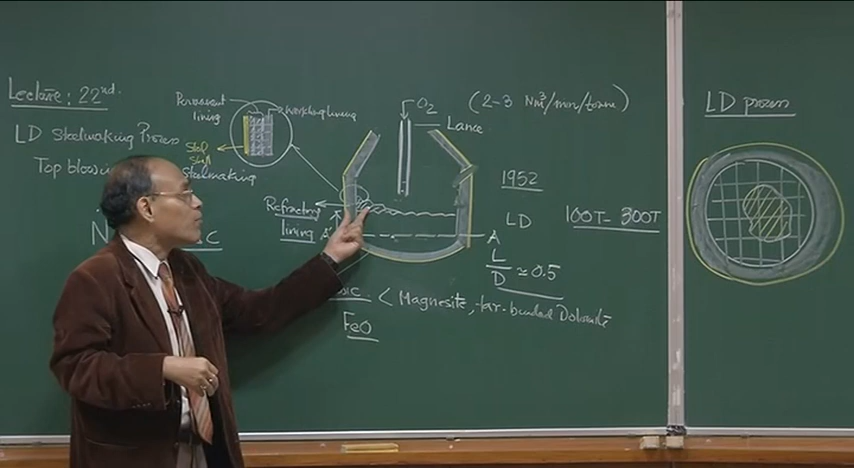 Lecture: 22nd.
LD Steelmaking Process
Top blowing steelmaking
Permanent lining
Working lining
Steel shell
O2
Lance
(2-3 Nm3/min/tonne)
1952
LD
100T - 300T
Refractory lining
A
A
L/D ≈ 0.5
< Magnesite, tar-bonded Dolomite
FeO
LD process